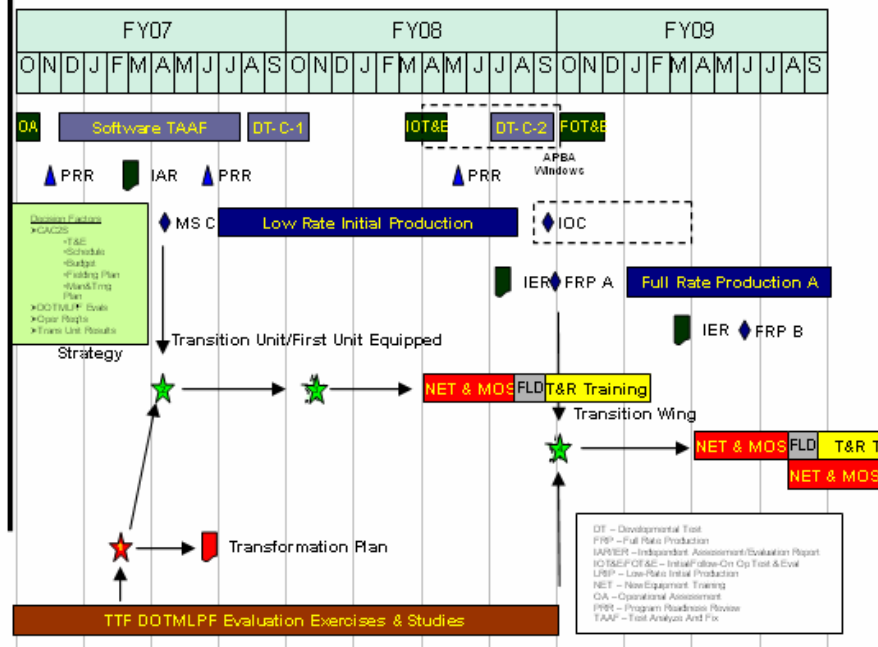 FY07 FY08 FY09
O N D J F M A M J J A S O N D J F M A M J J A S O N D J F M A M J J A S
OA Software TAAF DT-C-1 IOT&E DT-C-2 FOT&E
APBA
Windows
PRR IAR PRR PRR
MS C Low Rate Initial Production IOC
Decision Factors
➢CAC2S
•T&E
•Schedule
•Budget
•Fielding Plan
•Man&Trng
Plan
➢DOTMLPF Evals
➢Oper Req'ts
➢Trans Unit Results
Strategy
IER FRP A Full Rate Production A
IER FRP B
Transition Unit/First Unit Equipped
NET & MOS FLD T&R Training
Transition Wing
NET & MOS FLD T&R T
NET & MOS
Transformation Plan
DT – Developmental Test
FRP – Full Rate Production
IAR/IER – Independent Assessment/Evaluation Report
IOT&E/FOT&E – Initial/Follow-On Op Test & Eval
LRIP – Low-Rate Initial Production
NET – New Equipment Training
OA – Operational Assessment
PRR – Program Readiness Review
TAAF – Test Analyze And Fix
TTF DOTMLPF Evaluation Exercises & Studies